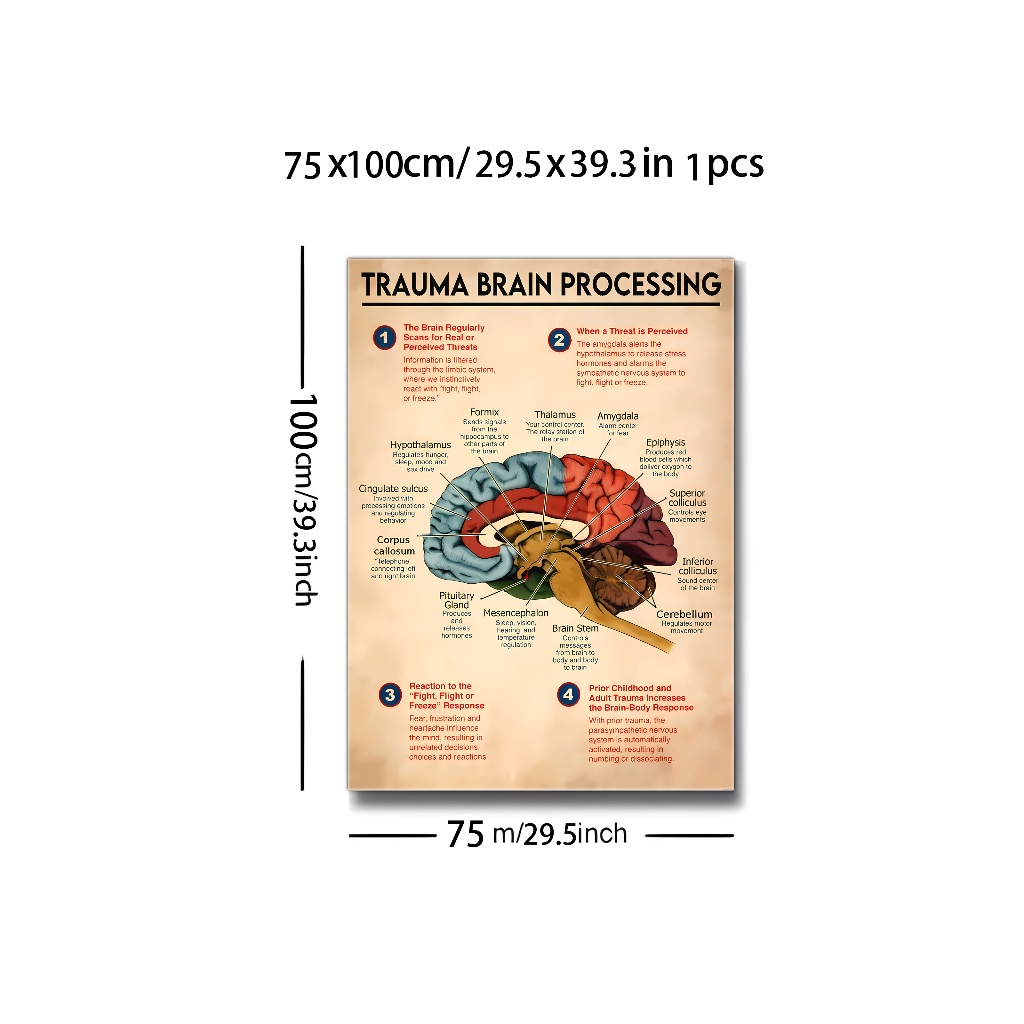 75x100cm/ 29.5x39.3in 1pcs
TRAUMA BRAIN PROCESSING
1
The Brain Regularly
Scans for Real or
Perceived Threats
Information is filtered
through the limbic system,
where we instinctively
react with "fight, flight,
or freeze."
2
When a Threat is Perceived
The amygdala alerts the
hypothalamus to release stress
hormones and alarms the
sympathetic nervous system to
fight, flight or freeze.
Formix
Sends signals
from the
hippocampus to
other parts of
the brain.
Thalamus
Your control center.
The relay station of
the brain
Amygdala
Alarm center
for fear
Hypothalamus
Regulates hunger,
sleep, mood and
sex drive
Epiphysis
Produces red
blood cells which
deliver oxygen to
the body
Cingulate sulcus
Involved with
processing emotions
and regulating
behavior
Superior
colliculus
Controls eye
movements
Corpus
callosum
"Telephone"
connecting left
and right brain
Inferior
colliculus
Sound center
of the brain
Pituitary
Gland
Produces
and
releases
hormones
Mesencephalon
Sleep, vision,
hearing, and
temperature
regulation
Brain Stem
Controls
messages
from brain to
body and body
to brain
Cerebellum
Regulates motor
movement
3
Reaction to the
"Fight, Flight or
Freeze" Response
Fear, frustration and
heartache influence
the mind, resulting in
unrelated decisions,
choices and reactions
4
Prior Childhood and
Adult Trauma Increases
the Brain-Body Response
With prior trauma, the
parasympathetic nervous
system is automatically
activated, resulting in
numbing or dissociating.
100cm/39.3inch
75 m/29.5inch